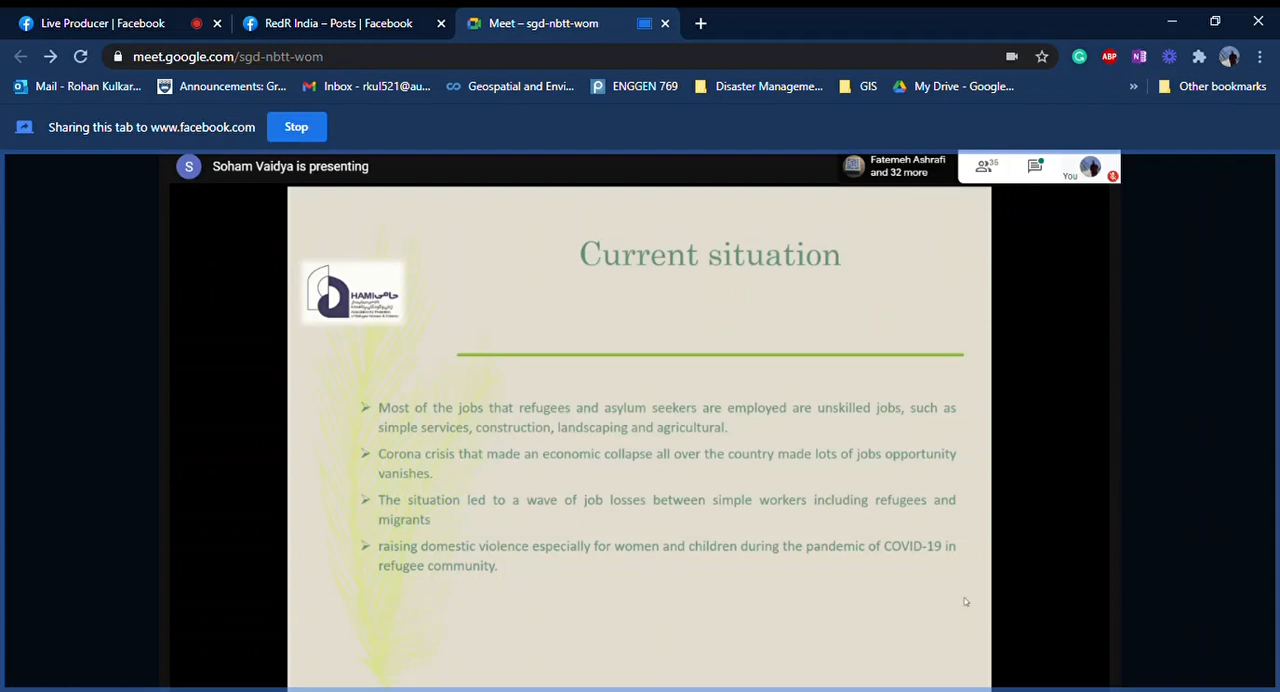 Live Producer | Facebook
RedR India – Posts | Facebook
Meet – sgd-nbtt-wom
meet.google.com/sgd-nbtt-wom
ABP
Mail - Rohan Kulkar...
Announcements: Gr...
Inbox - rkul521@au...
Geospatial and Envi...
ENGGEN 769
Disaster Manageme...
GIS
My Drive - Google...
»
Other bookmarks
Sharing this tab to www.facebook.com
Stop
S
Soham Vaidya is presenting
Fatemeh Ashrafi
and 32 more
35
You
Current situation
HAMI حامی
➢ Most of the jobs that refugees and asylum seekers are employed are unskilled jobs, such as
simple services, construction, landscaping and agricultural.
➢ Corona crisis that made an economic collapse all over the country made lots of jobs opportunity
vanishes.
➢ The situation led to a wave of job losses between simple workers including refugees and
migrants
➢ raising domestic violence especially for women and children during the pandemic of COVID-19 in
refugee community.